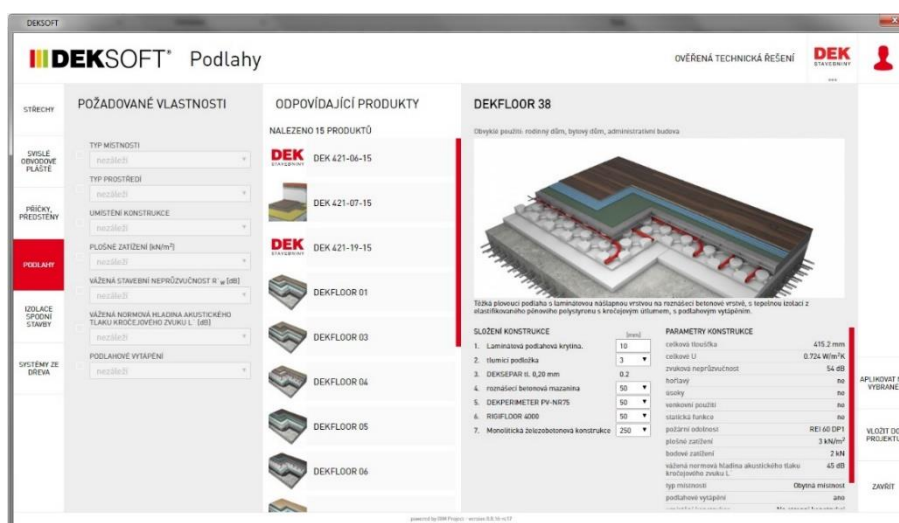 DEKSOFT
DEKSOFT® Podlahy
OVĚŘENÁ TECHNICKÁ ŘEŠENÍ
DEK
STAVEBNINY
...
STŘECHY
SVISLÉ
OBVODOVÉ
PLÁŠTĚ
PŘÍČKY,
PŘEDSTĚNY
PODLAHY
IZOLACE
SPODNÍ
STAVBY
SYSTÉMY ZE
DŘEVA
POŽADOVANÉ VLASTNOSTI
TYP MÍSTNOSTI
nezáleží
TYP PROSTŘEDÍ
nezáleží
UMÍSTĚNÍ KONSTRUKCE
nezáleží
PLOŠNÉ ZATÍŽENÍ [kN/m²]
nezáleží
VÁŽENÁ STAVEBNÍ NEPRŮZVUČNOST R´w [dB]
nezáleží
VÁŽENÁ NORMOVÁ HLADINA AKUSTICKÉHO
TLAKU KROČEJOVÉHO ZVUKU L´ [dB]
nezáleží
PODLAHOVÉ VYTÁPĚNÍ
nezáleží
ODPOVÍDAJÍCÍ PRODUKTY
NALEZENO 15 PRODUKTŮ
DEK
STAVEBNINY
DEK 421-06-15
DEK 421-07-15
DEK
STAVEBNINY
DEK 421-19-15
DEKFLOOR 01
DEKFLOOR 03
DEKFLOOR 04
DEKFLOOR 05
DEKFLOOR 06
DEKFLOOR 38
Obvyklé použití: rodinný dům, bytový dům, administrativní budova
Těžká plovoucí podlaha s laminátovou nášlapnou vrstvou na roznášecí betonové vrstvě, s tepelnou izolací z
elastifikovaného pěnového polystyrenu s kročejovým útlumem, s podlahovým vytápěním.
SLOŽENÍ KONSTRUKCE [mm]
1. Laminátová podlahová krytina. 10
2. tlumicí podložka 3
3. DEKSEPAR tl. 0,20 mm 0.2
4. roznášecí betonová mazanina 50
5. DEKPERIMETER PV-NR75 50
6. RIGIFLOOR 4000 50
7. Monolitická železobetonová konstrukce 250
PARAMETRY KONSTRUKCE
celková tloušťka 415.2 mm
celkové U 0.724 W/m²K
zvuková neprůzvučnost 54 dB
hořlavý ne
úseky ne
venkovní použití ne
statická funkce ne
požární odolnost REI 60 DP1
plošné zatížení 3 kN/m²
bodové zatížení 2 kN
vážená normová hladina akustického tlaku 45 dB
kročejového zvuku L´
typ místnosti Obytná místnost
podlahové vytápění ano
APLIKOVAT
VYBRANÉ
VLOŽIT DO
PROJEKTU
ZAVŘÍT